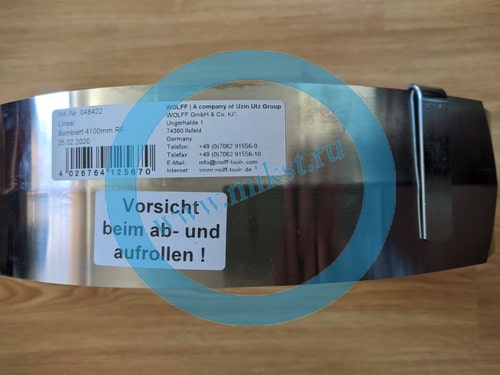 Art.-Nr. 048422
Lineal
Bombiert 4100mm RF
25.02.2020
4 026764 125670
WOLFF | A company of Uzin Utz Group
WOLFF GmbH & Co. KG
Ungerhalde 1
74360 Ilsfeld
Germany
Telefon: +49 (0)7062 91556-0
Telefax: +49 (0)7062 91556-10
E-Mail: info@wolff-tools.com
Internet: www.wolff-tools.de
Vorsicht
beim ab- und
aufrollen !
www.mikst.ru